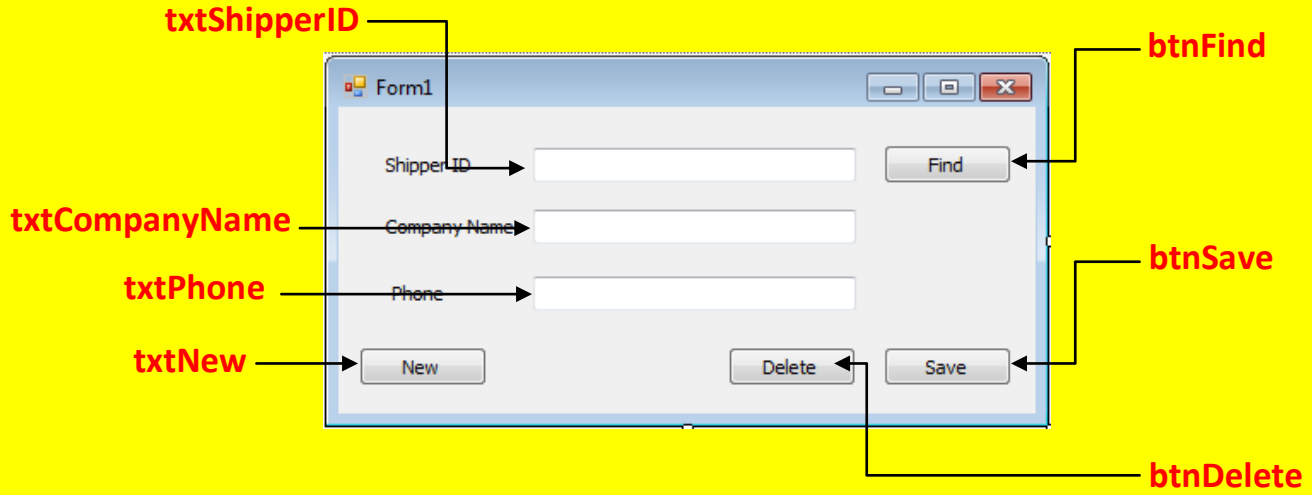 txtShipperID
btnFind
Form1
Shipper ID
Find
txtCompanyName
Company Name
btnSave
txtPhone
Phone
txtNew
New
Delete
Save
btnDelete